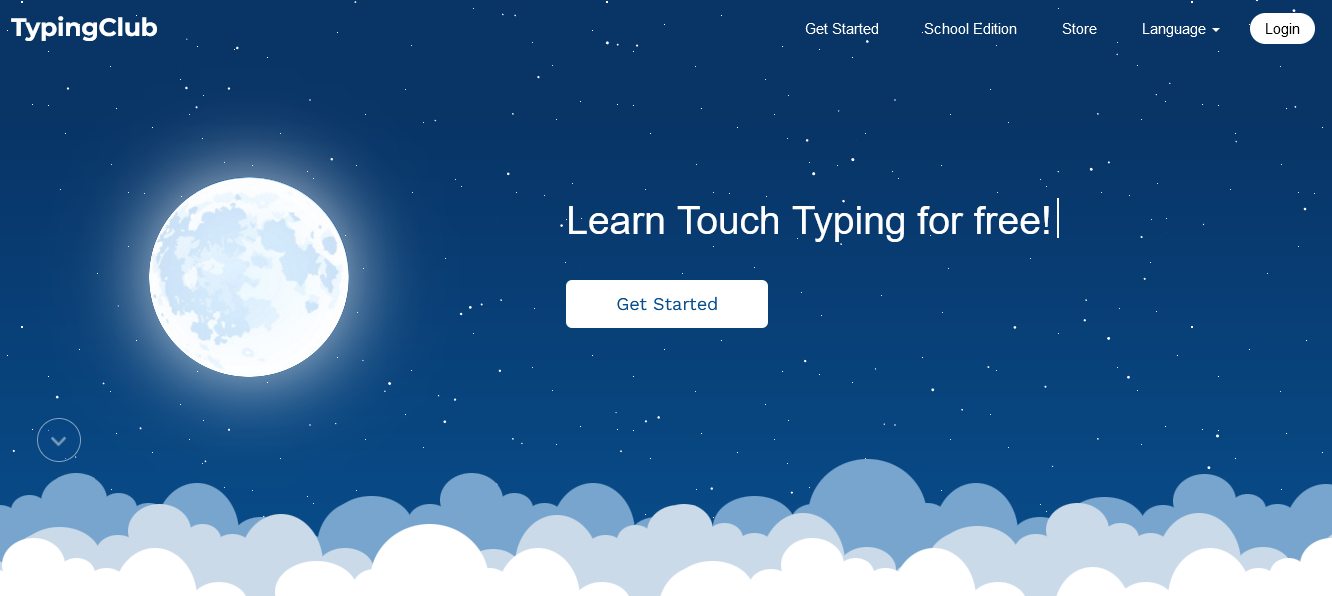 TypingClub
Get Started
School Edition
Store
Language
Login
Learn Touch Typing for free!
Get Started